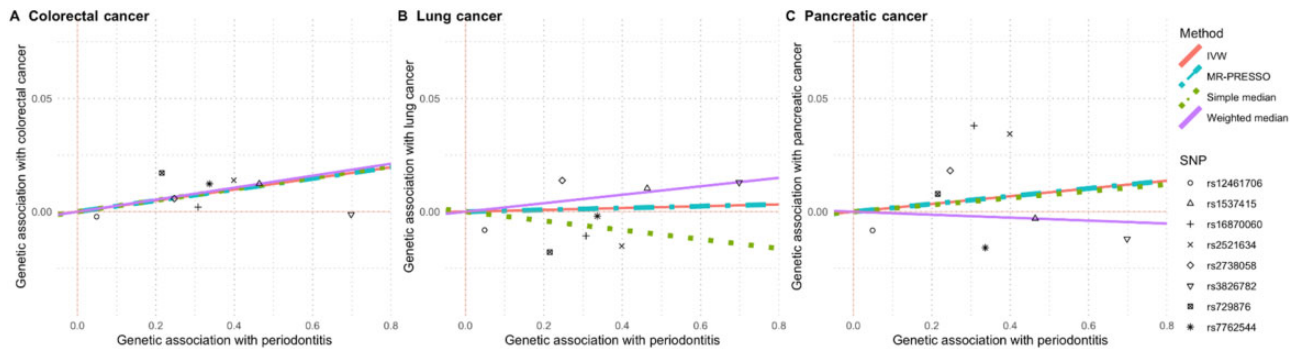 A Colorectal cancer
Genetic association with colorectal cancer
0.05
0.00
0.0 0.2 0.4 0.6 0.8
Genetic association with periodontitis
B Lung cancer
Genetic association with lung cancer
0.05
0.00
0.0 0.2 0.4 0.6 0.8
Genetic association with periodontitis
C Pancreatic cancer
Genetic association with pancreatic cancer
0.05
0.00
0.0 0.2 0.4 0.6 0.8
Genetic association with periodontitis
Method
IVW
MR-PRESSO
Simple median
Weighted median
SNP
rs12461706
rs1537415
rs16870060
rs2521634
rs2738058
rs3826782
rs729876
rs7762544